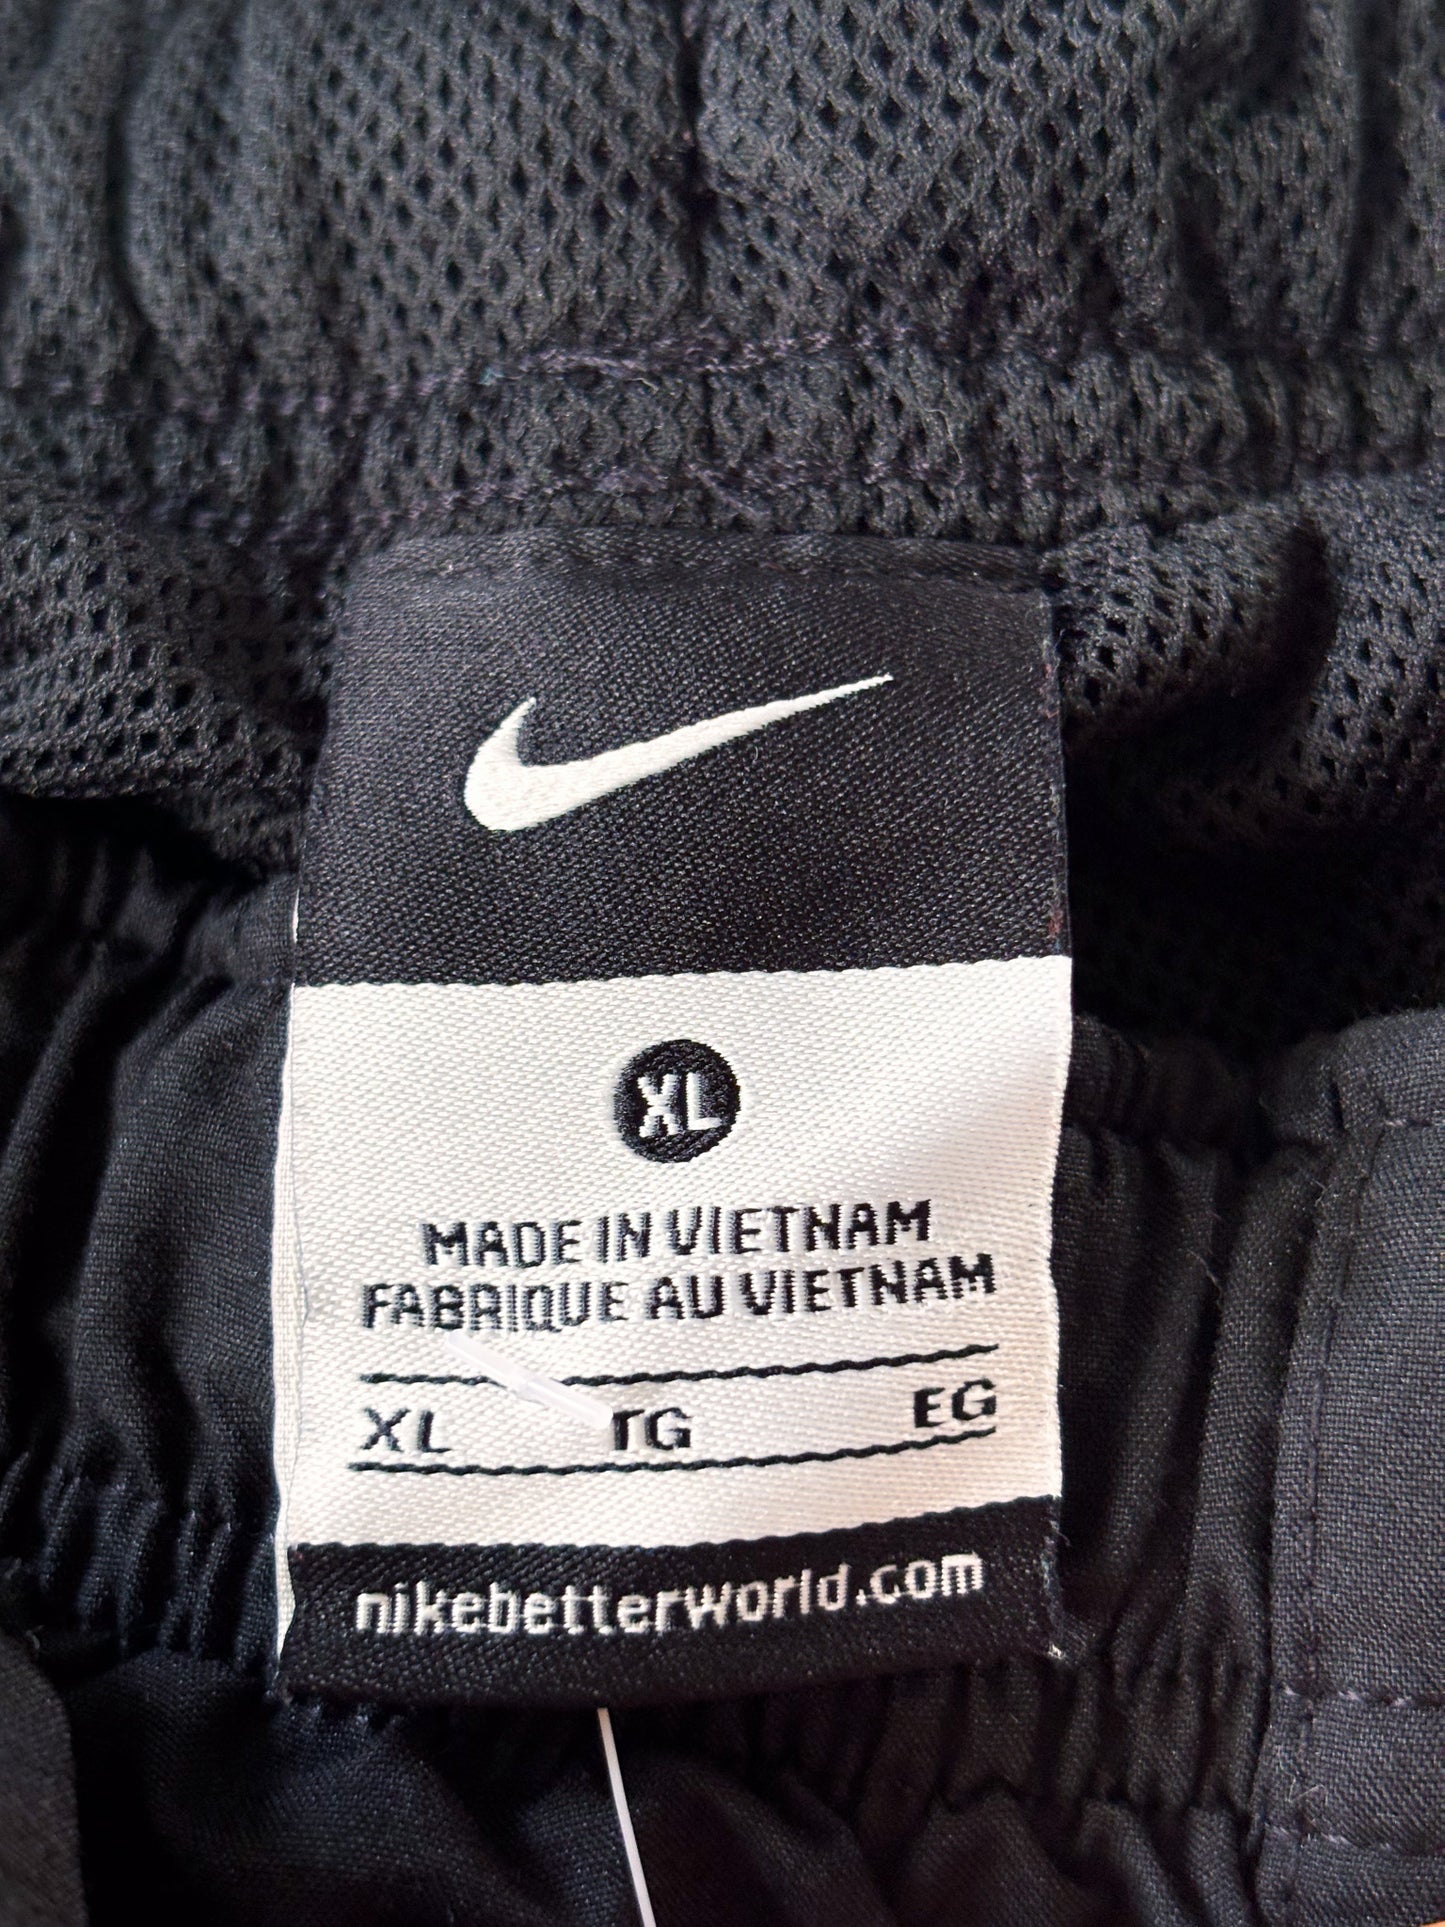 XL
MADE IN VIETNAM
FABRIQUE AU VIETNAM
XL TG EG
nikebetterworld.com